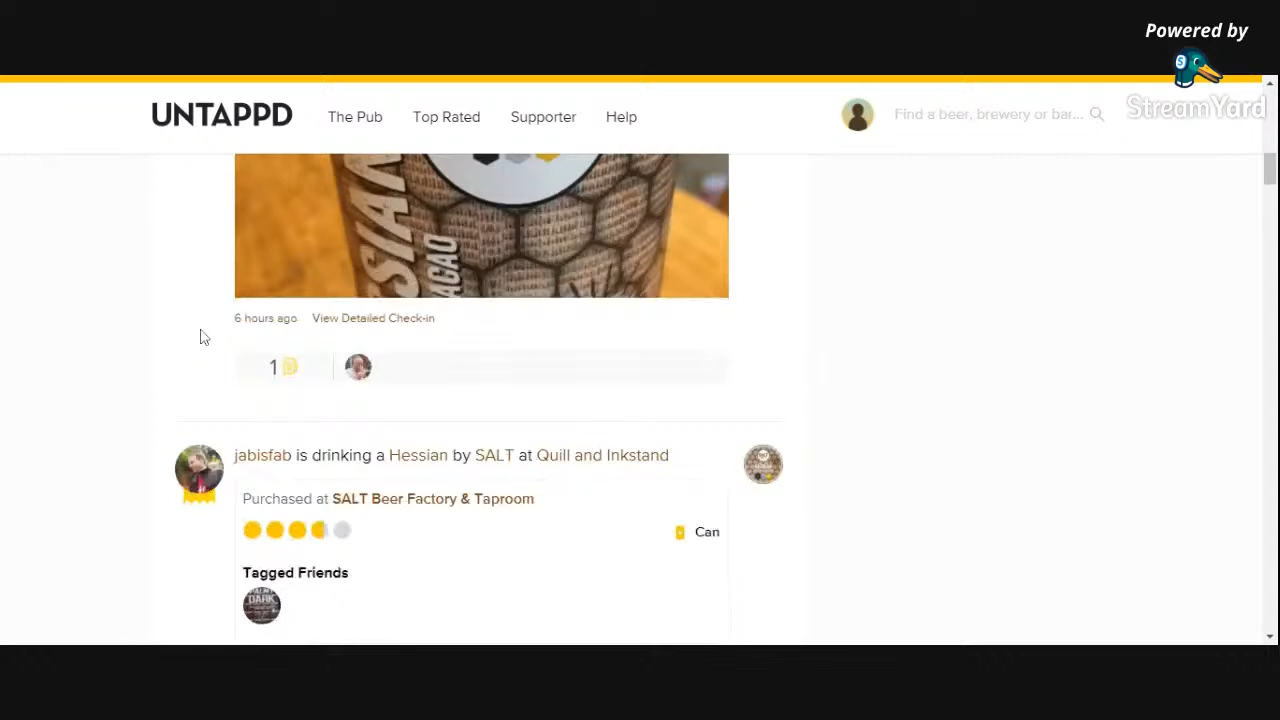 Powered by
StreamYard
UNTAPPD
The Pub
Top Rated
Supporter
Help
Find a beer, brewery or bar...
SIAN
ACAO
6 hours ago
View Detailed Check-in
1
jabisfab is drinking a Hessian by SALT at Quill and Inkstand
Purchased at SALT Beer Factory & Taproom
Can
Tagged Friends
DARK